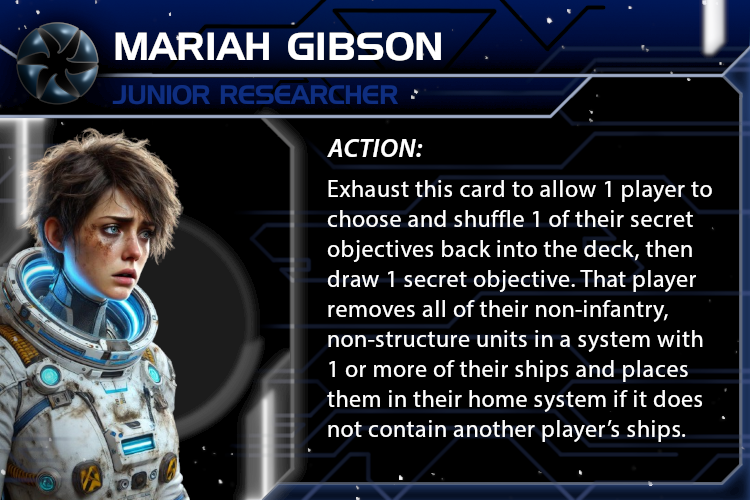 MARIAH GIBSON
JUNIOR RESEARCHER
ACTION:
Exhaust this card to allow 1 player to
choose and shuffle 1 of their secret
objectives back into the deck, then
draw 1 secret objective. That player
removes all of their non-infantry,
non-structure units in a system with
1 or more of their ships and places
them in their home system if it does
not contain another player’s ships.